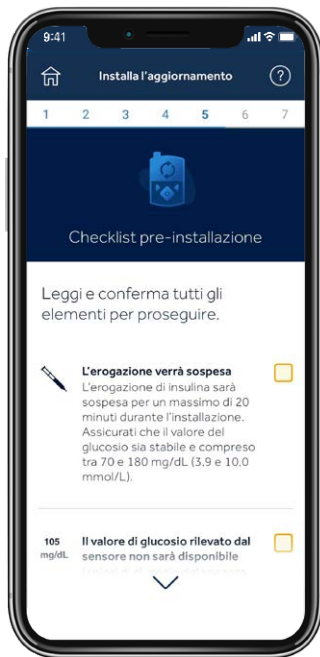 9:41
Installa l'aggiornamento
?
1 2 3 4 5 6 7
Checklist pre-installazione
Leggi e conferma tutti gli
elementi per proseguire.
L'erogazione verrà sospesa
L'erogazione di insulina sarà
sospesa per un massimo di 20
minuti durante l'installazione.
Assicurati che il valore del
glucosio sia stabile e compreso
tra 70 e 180 mg/dL (3,9 e 10,0
mmol/L).
105
mg/dL
Il valore di glucosio rilevato dal
sensore non sarà disponibile